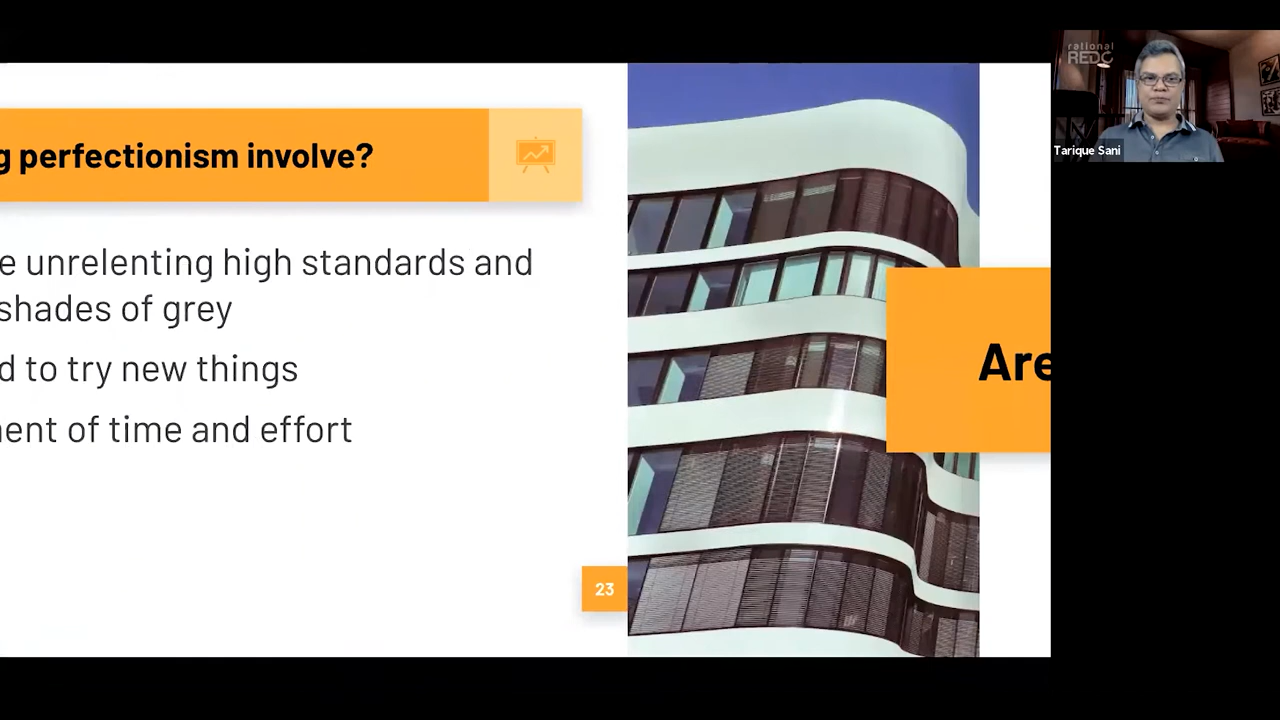 g perfectionism involve?
e unrelenting high standards and
shades of grey
d to try new things
ent of time and effort
23
Are
rational
REDC
Tarique Sani